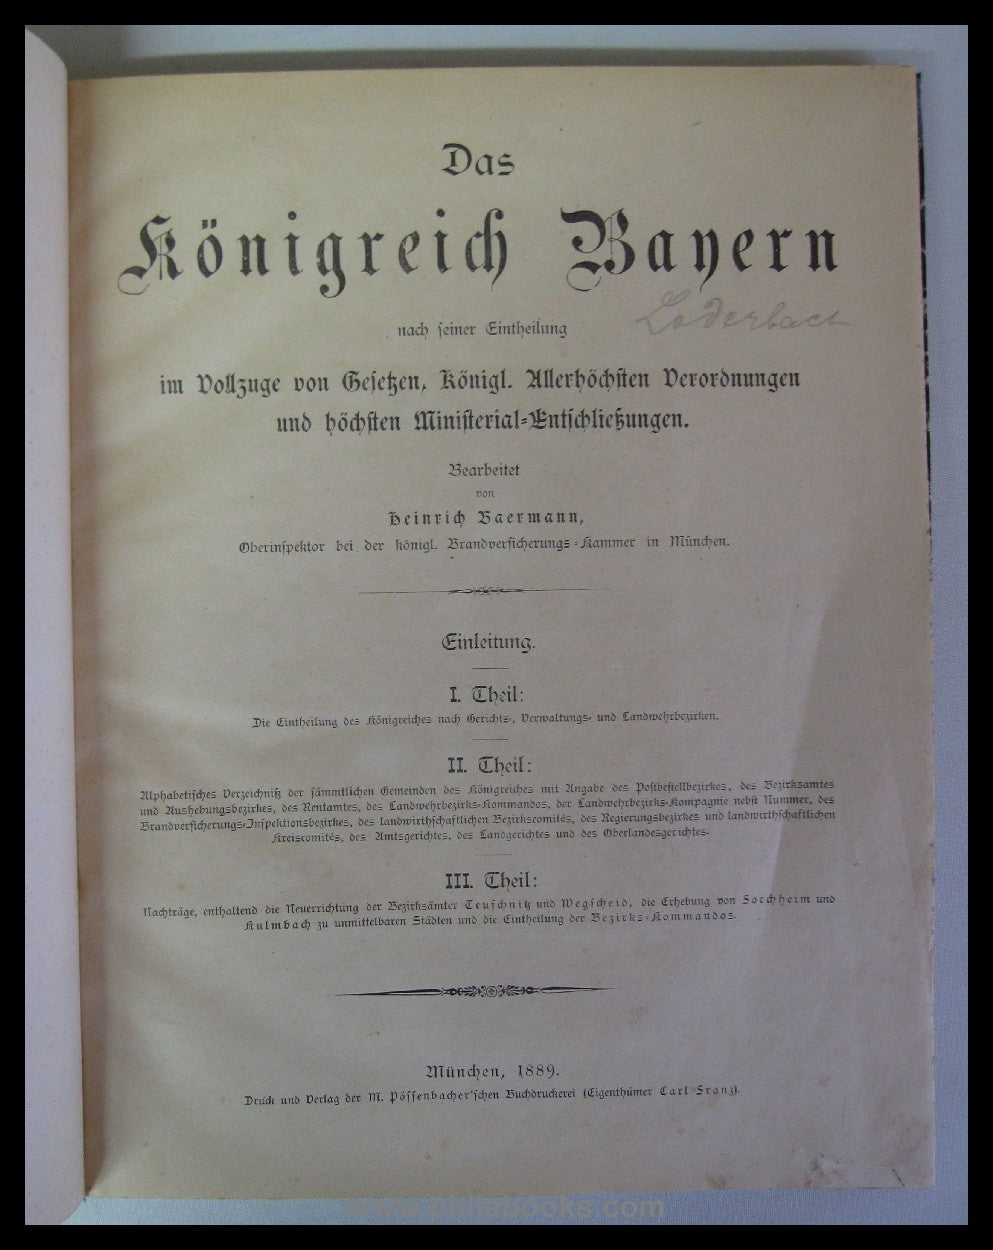 Das
Königreich Bayern
Loderbach
nach seiner Eintheilung
im Vollzuge von Gesetzen, Königl. Allerhöchsten Verordnungen
und höchsten Ministerial-Entschließungen.
Bearbeitet
von
Heinrich Baermann,
Oberinspektor bei der königl. Brandversicherungs-Kammer in München.
Einleitung.
I. Theil:
Die Eintheilung des Königreiches nach Gerichts-, Verwaltungs- und Landwehrbezirken.
II. Theil:
Alphabetisches Verzeichniß der sämmtlichen Gemeinden des Königreiches mit Angabe des Postbestellbezirkes, des Bezirksamtes
und Aushebungsbezirkes, des Rentamtes, des Landwehrbezirks-Kommandos, der Landwehrbezirks-Kompagnie nebst Nummer, des
Brandversicherungs-Inspektionsbezirkes, des landwirthschaftlichen Bezirkscomités, des Regierungsbezirkes und landwirthschaftlichen
Kreiscomités, des Amtsgerichtes, des Landgerichtes und des Oberlandesgerichtes.
III. Theil:
Nachträge, enthaltend die Neuerrichtung der Bezirksämter Teuschnitz und Wegscheid, die Erhebung von Forchheim und
Kulmbach zu unmittelbaren Städten und die Eintheilung der Bezirks-Kommandos.
München, 1889.
Druck und Verlag der M. Pössenbacher'schen Buchdruckerei (Eigenthümer Carl Franz).
www.philabooks.com